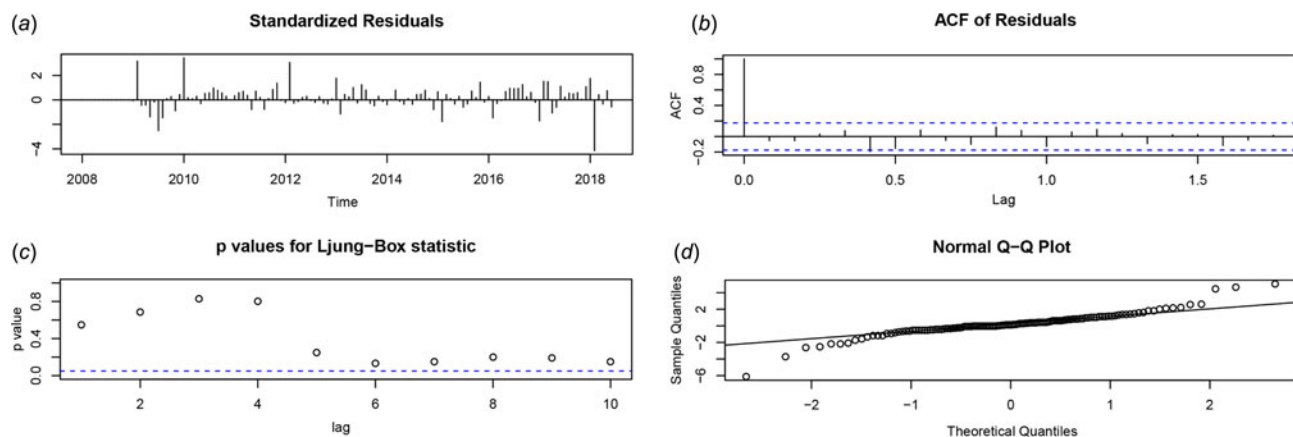 (a)
Standardized Residuals
2
0
−4
2008 2010 2012 2014 2016 2018
Time
(b)
ACF of Residuals
ACF
0.8
0.4
−0.2
0.0 0.5 1.0 1.5
Lag
(c)
p values for Ljung−Box statistic
p value
0.8
0.4
0.0
2 4 6 8 10
lag
(d)
Normal Q−Q Plot
Sample Quantiles
2
−2
−6
−2 −1 0 1 2
Theoretical Quantiles